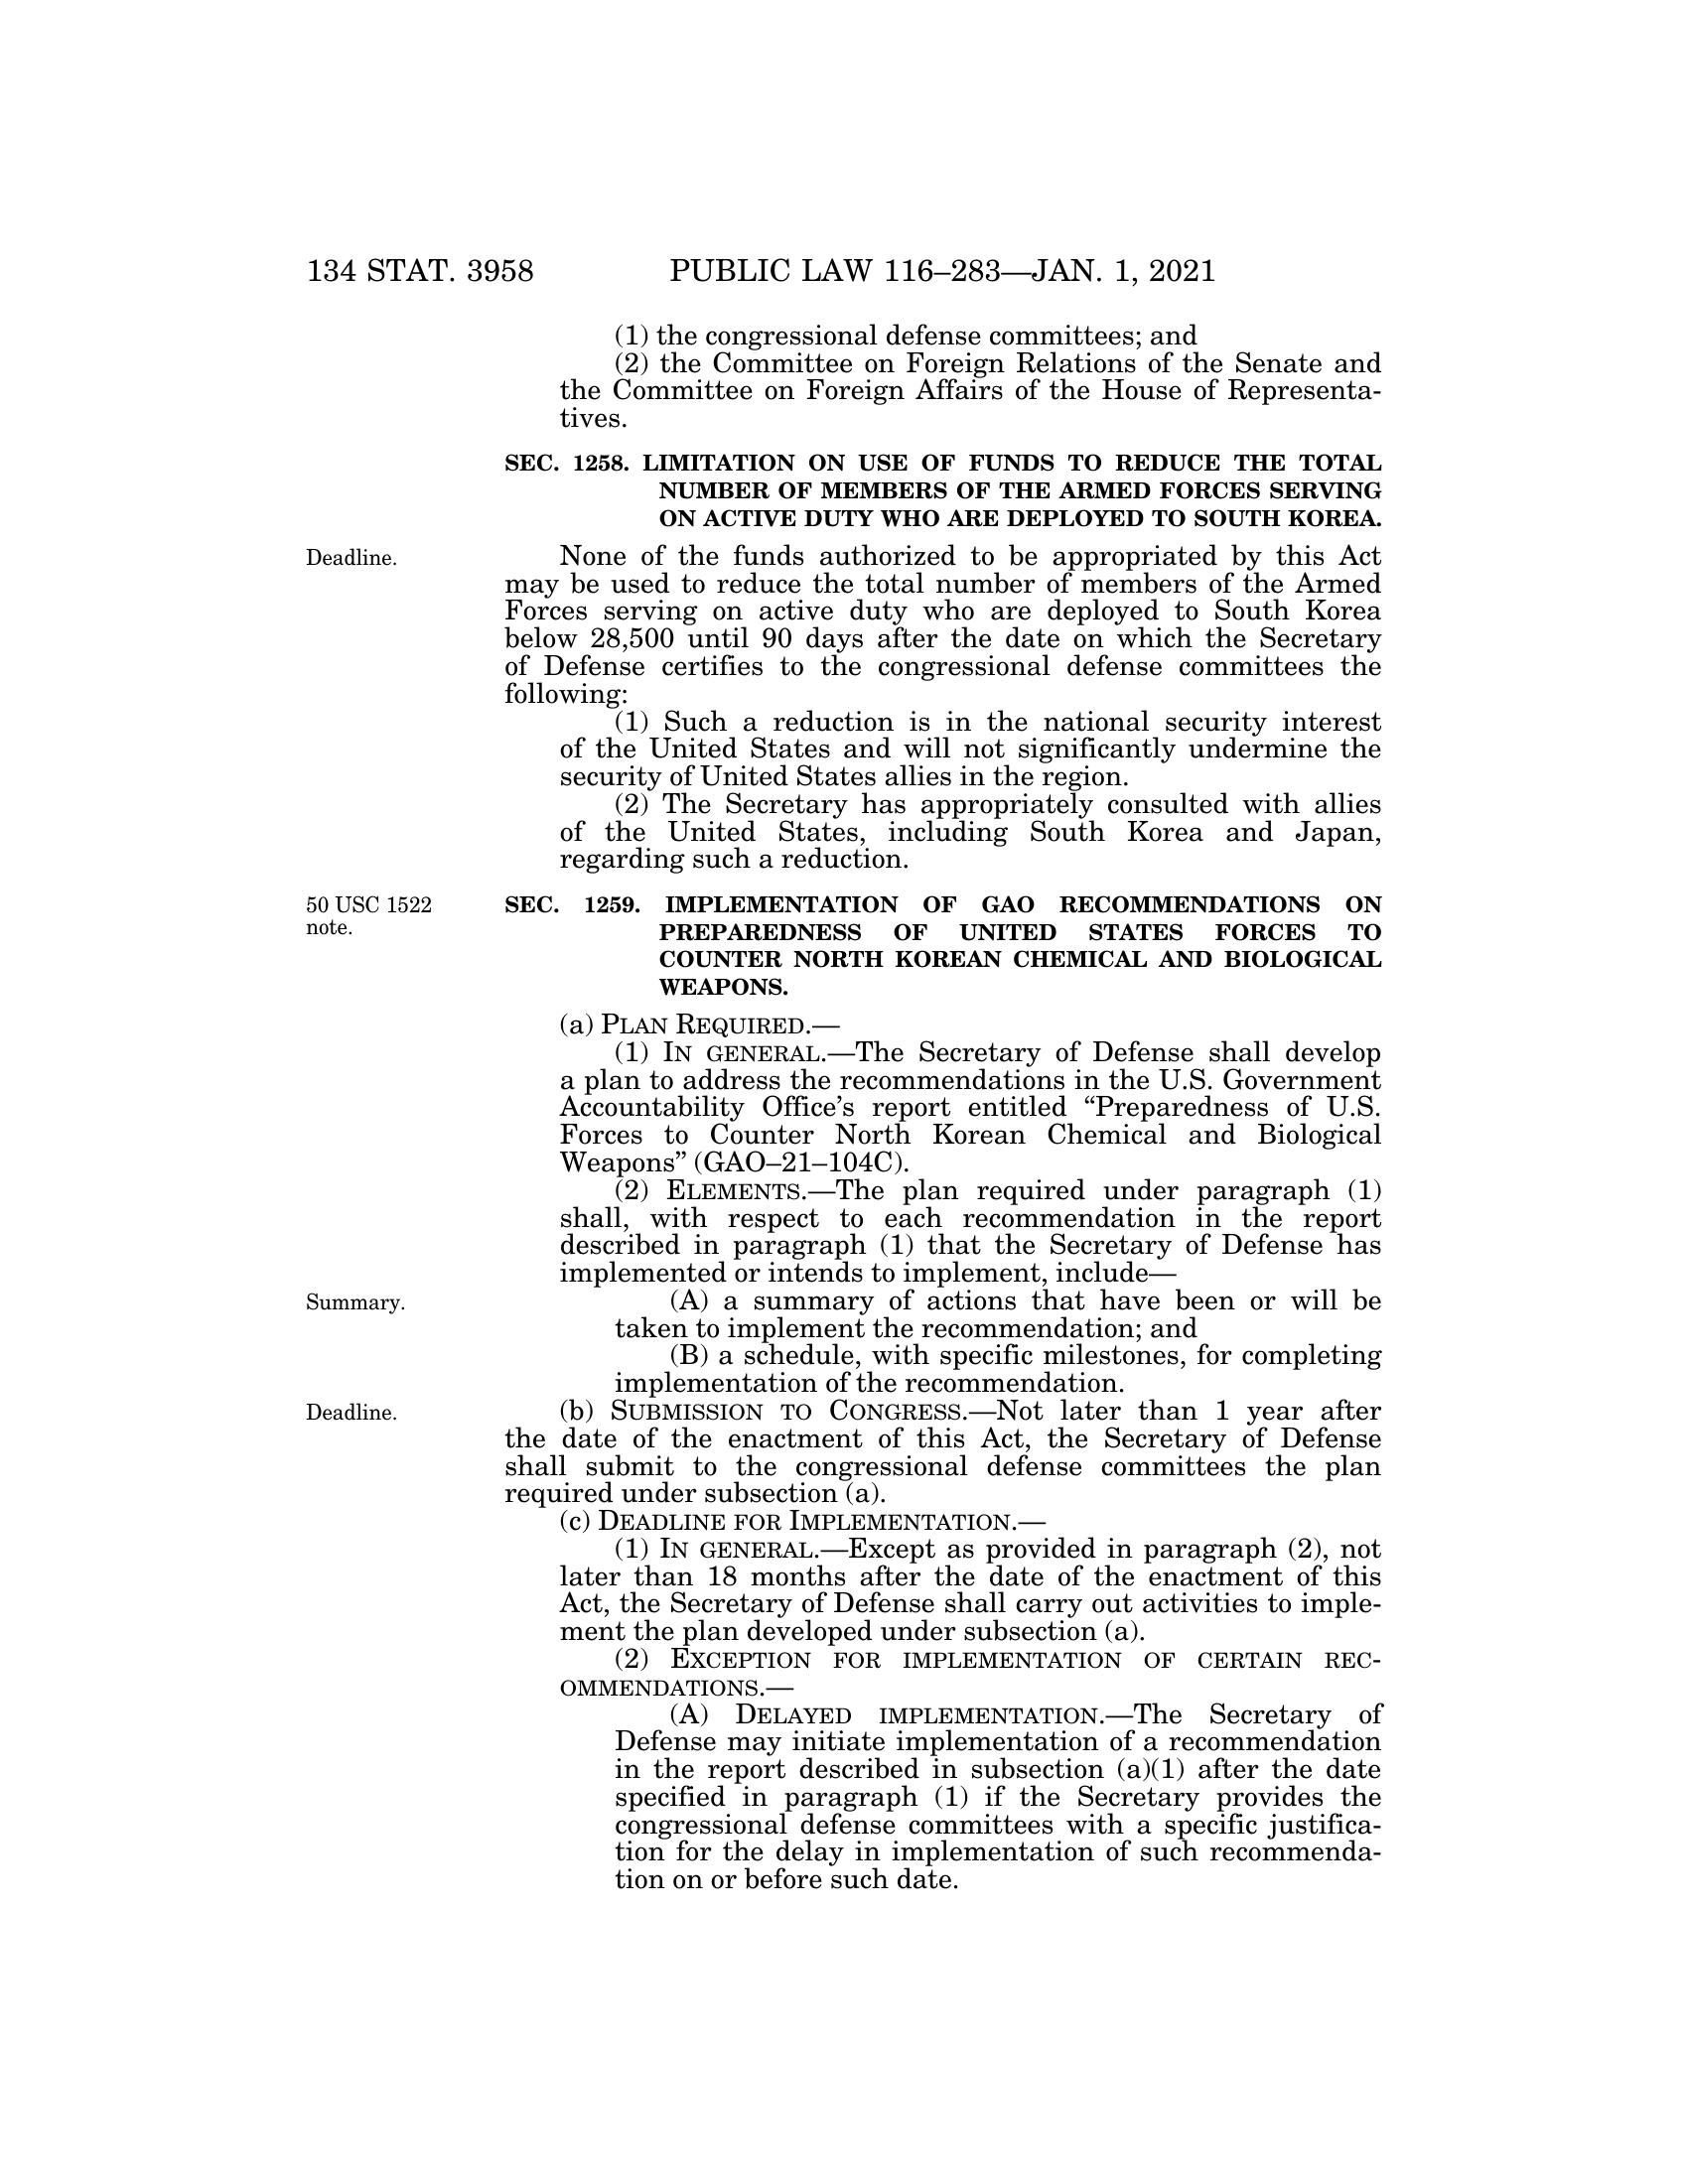 134 STAT. 3958
PUBLIC LAW 116–283—JAN. 1, 2021
(1) the congressional defense committees; and
(2) the Committee on Foreign Relations of the Senate and
the Committee on Foreign Affairs of the House of Representa-
tives.
SEC. 1258. LIMITATION ON USE OF FUNDS TO REDUCE THE TOTAL
NUMBER OF MEMBERS OF THE ARMED FORCES SERVING
ON ACTIVE DUTY WHO ARE DEPLOYED TO SOUTH KOREA.
Deadline.
None of the funds authorized to be appropriated by this Act
may be used to reduce the total number of members of the Armed
Forces serving on active duty who are deployed to South Korea
below 28,500 until 90 days after the date on which the Secretary
of Defense certifies to the congressional defense committees the
following:
(1) Such a reduction is in the national security interest
of the United States and will not significantly undermine the
security of United States allies in the region.
(2) The Secretary has appropriately consulted with allies
of the United States, including South Korea and Japan,
regarding such a reduction.
50 USC 1522
note.
SEC. 1259. IMPLEMENTATION OF GAO RECOMMENDATIONS ON
PREPAREDNESS OF UNITED STATES FORCES TO
COUNTER NORTH KOREAN CHEMICAL AND BIOLOGICAL
WEAPONS.
(a) PLAN REQUIRED.—
(1) IN GENERAL.—The Secretary of Defense shall develop
a plan to address the recommendations in the U.S. Government
Accountability Office’s report entitled “Preparedness of U.S.
Forces to Counter North Korean Chemical and Biological
Weapons” (GAO–21–104C).
(2) ELEMENTS.—The plan required under paragraph (1)
shall, with respect to each recommendation in the report
described in paragraph (1) that the Secretary of Defense has
implemented or intends to implement, include—
Summary.
(A) a summary of actions that have been or will be
taken to implement the recommendation; and
(B) a schedule, with specific milestones, for completing
implementation of the recommendation.
Deadline.
(b) SUBMISSION TO CONGRESS.—Not later than 1 year after
the date of the enactment of this Act, the Secretary of Defense
shall submit to the congressional defense committees the plan
required under subsection (a).
(c) DEADLINE FOR IMPLEMENTATION.—
(1) IN GENERAL.—Except as provided in paragraph (2), not
later than 18 months after the date of the enactment of this
Act, the Secretary of Defense shall carry out activities to imple-
ment the plan developed under subsection (a).
(2) EXCEPTION FOR IMPLEMENTATION OF CERTAIN REC-
OMMENDATIONS.—
(A) DELAYED IMPLEMENTATION.—The Secretary of
Defense may initiate implementation of a recommendation
in the report described in subsection (a)(1) after the date
specified in paragraph (1) if the Secretary provides the
congressional defense committees with a specific justifica-
tion for the delay in implementation of such recommenda-
tion on or before such date.